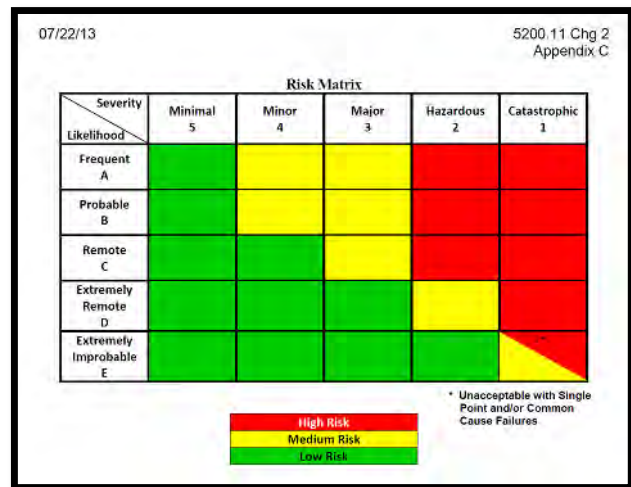 07/22/13
5200.11 Chg 2
Appendix C
Risk Matrix
Severity
Likelihood
Minimal
5
Minor
4
Major
3
Hazardous
2
Catastrophic
1
Frequent
A
Probable
B
Remote
C
Extremely
Remote
D
Extremely
Improbable
E
*
* Unacceptable with Single
Point and/or Common
Cause Failures
High Risk
Medium Risk
Low Risk